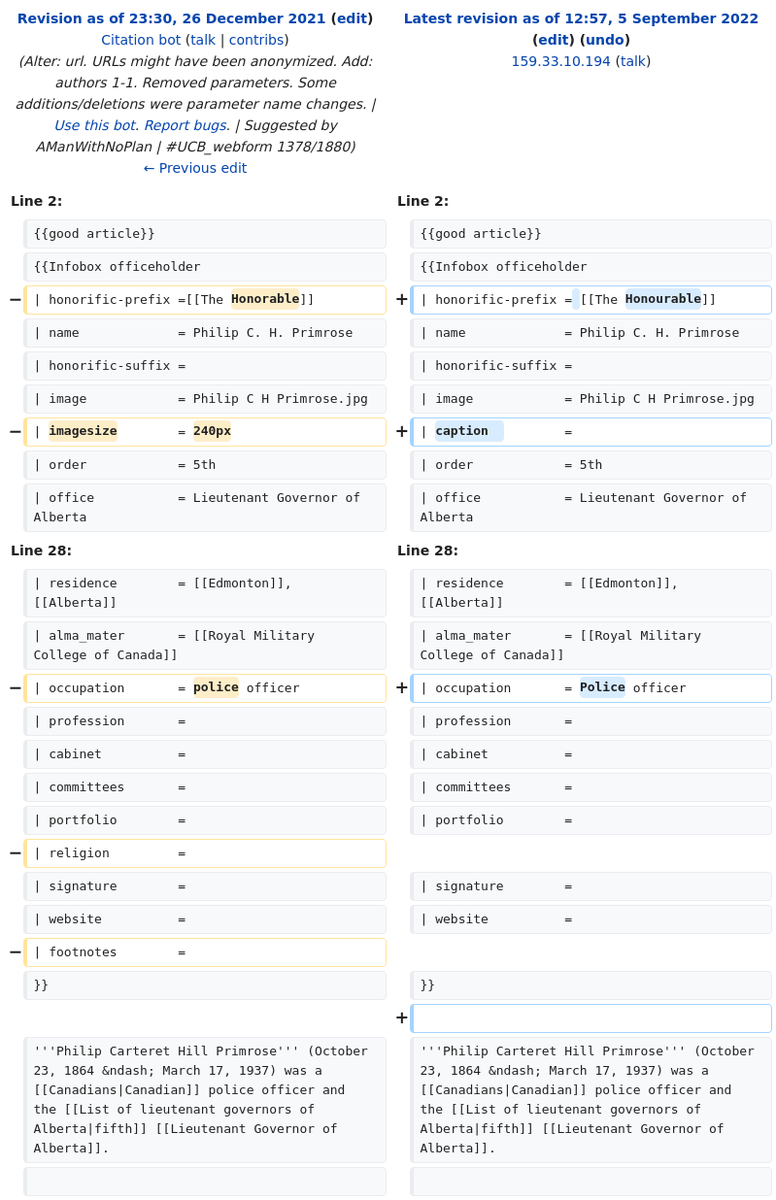 Revision as of 23:30, 26 December 2021 (edit)
Citation bot (talk | contribs)
(Alter: url. URLs might have been anonymized. Add:
authors 1-1. Removed parameters. Some
additions/deletions were parameter name changes. |
Use this bot. Report bugs. | Suggested by
AManWithNoPlan | #UCB_webform 1378/1880)
← Previous edit
Latest revision as of 12:57, 5 September 2022
(edit) (undo)
159.33.10.194 (talk)
Line 2:
Line 2:
{{good article}}
{{good article}}
{{Infobox officeholder
{{Infobox officeholder
− | honorific-prefix =[[The Honorable]]
+ | honorific-prefix = [[The Honourable]]
| name = Philip C. H. Primrose
| name = Philip C. H. Primrose
| honorific-suffix =
| honorific-suffix =
| image = Philip C H Primrose.jpg
| image = Philip C H Primrose.jpg
− | imagesize = 240px
+ | caption =
| order = 5th
| order = 5th
| office = Lieutenant Governor of
Alberta
| office = Lieutenant Governor of
Alberta
Line 28:
Line 28:
| residence = [[Edmonton]],
[[Alberta]]
| residence = [[Edmonton]],
[[Alberta]]
| alma_mater = [[Royal Military
College of Canada]]
| alma_mater = [[Royal Military
College of Canada]]
− | occupation = police officer
+ | occupation = Police officer
| profession =
| profession =
| cabinet =
| cabinet =
| committees =
| committees =
| portfolio =
| portfolio =
− | religion =
| signature =
| signature =
| website =
| website =
− | footnotes =
}}
}}
+
'''Philip Carteret Hill Primrose''' (October
23, 1864 &ndash; March 17, 1937) was a
[[Canadians|Canadian]] police officer and
the [[List of lieutenant governors of
Alberta|fifth]] [[Lieutenant Governor of
Alberta]].
'''Philip Carteret Hill Primrose''' (October
23, 1864 &ndash; March 17, 1937) was a
[[Canadians|Canadian]] police officer and
the [[List of lieutenant governors of
Alberta|fifth]] [[Lieutenant Governor of
Alberta]].